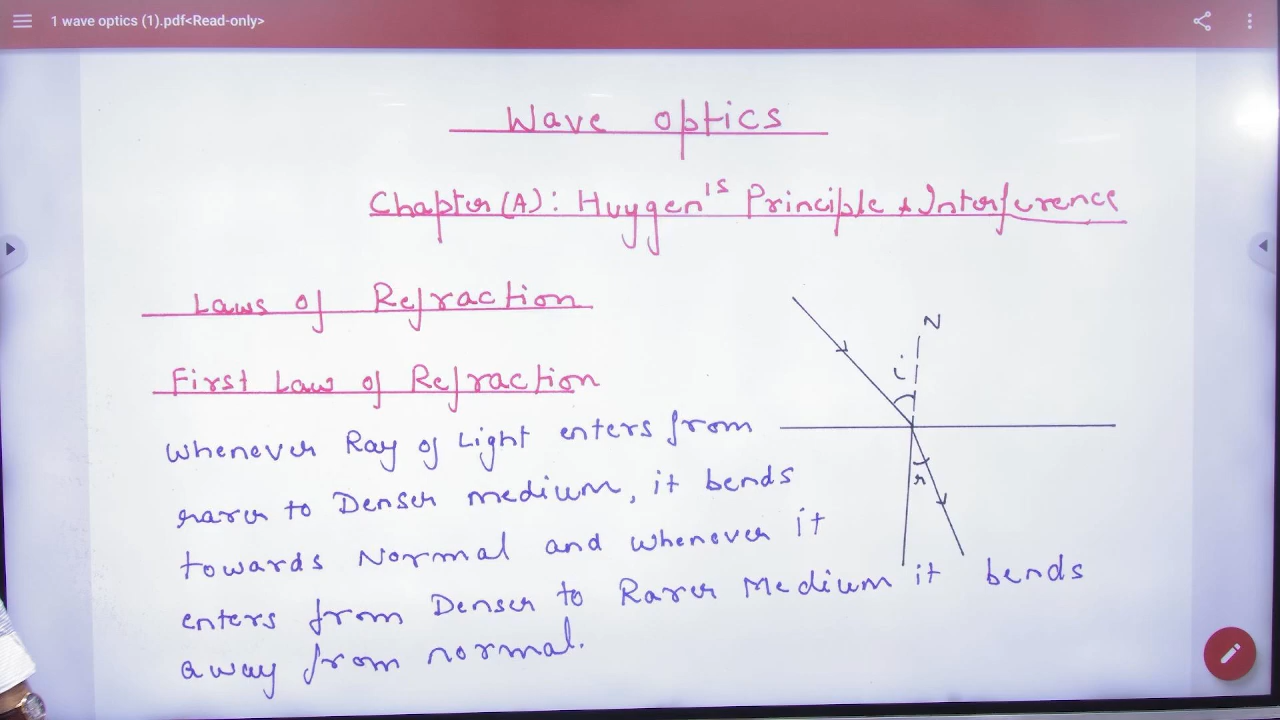 1 wave optics (1).pdf<Read-only>
Wave optics
Chapter(A): Huygen's Principle & Interference
Laws of Refraction
First Law of Refraction
Whenever Ray of Light enters from
rarer to Denser medium, it bends
towards Normal and whenever it
enters from Denser to Rarer Medium it bends
away from normal.
N
i
r